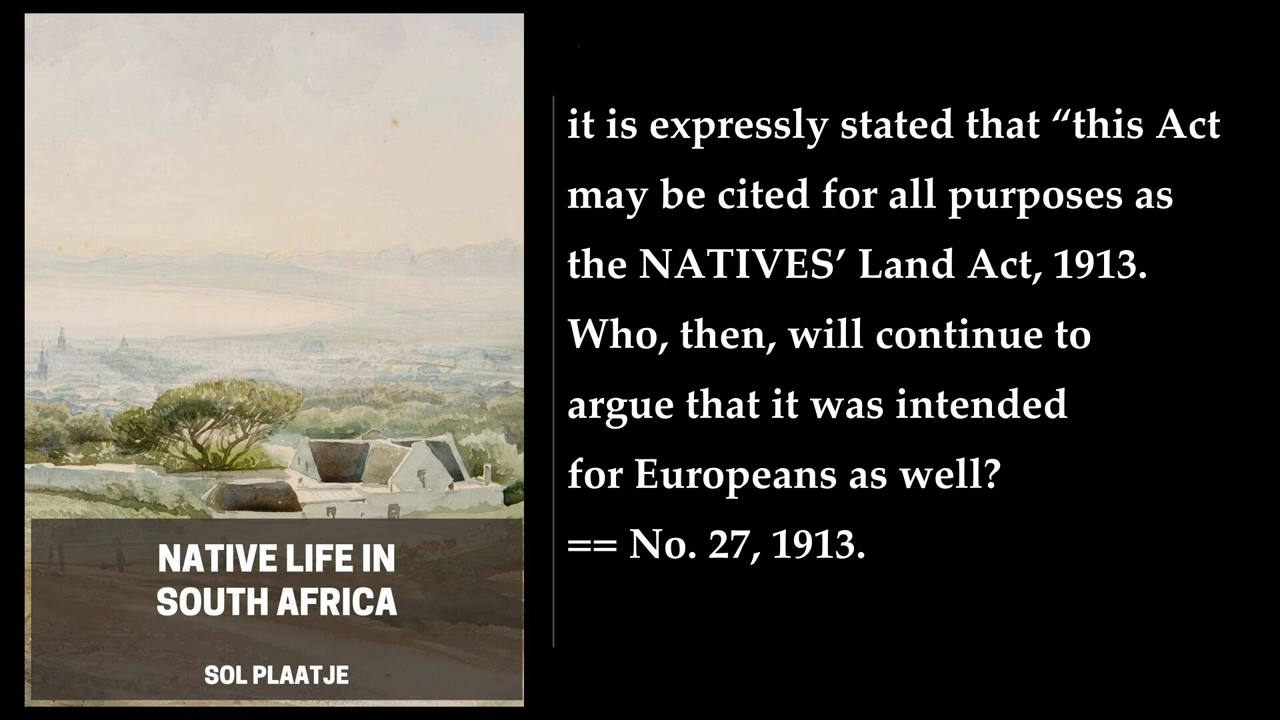 NATIVE LIFE IN
SOUTH AFRICA
SOL PLAATJE
it is expressly stated that “this Act
may be cited for all purposes as
the NATIVES’ Land Act, 1913.
Who, then, will continue to
argue that it was intended
for Europeans as well?
== No. 27, 1913.